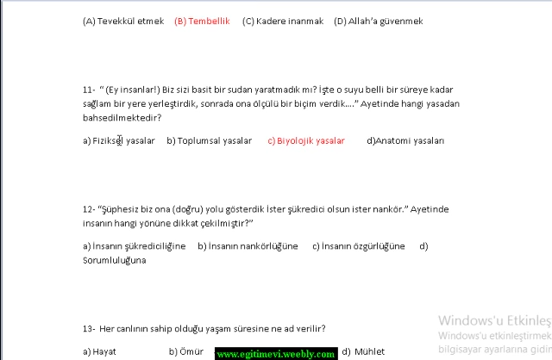 (A) Tevekkül etmek (B) Tembellik (C) Kadere inanmak (D) Allah'a güvenmek
11- "(Ey insanlar!) Biz sizi basit bir sudan yaratmadık mı? İşte o suyu belli bir süreye kadar
sağlam bir yere yerleştirdik, sonrada ona ölçülü bir biçim verdik...." Ayetinde hangi yasadan
bahsedilmektedir?
a) Fiziksel yasalar b) Toplumsal yasalar c) Biyolojik yasalar d)Anatomi yasaları
12- "Şüphesiz biz ona (doğru) yolu gösterdik İster şükredici olsun ister nankör." Ayetinde
insanın hangi yönüne dikkat çekilmiştir?"
a) İnsanın şükrediciliğine b) İnsanın nankörlüğüne c) İnsanın özgürlüğüne d)
Sorumluluğuna
13- Her canlının sahip olduğu yaşam süresine ne ad verilir?
a) Hayat b) Ömür d) Mühlet
www.egitimevi.weebly.com
Windows'u Etkinleş
Windows'u etkinleştirmek
bilgisayar ayarlarına gidin